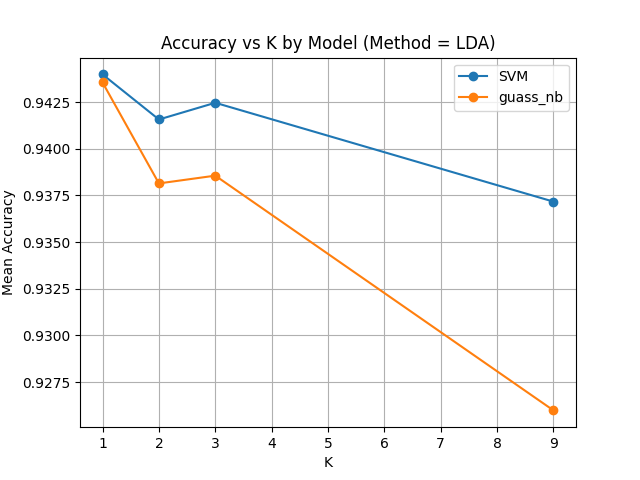 Accuracy vs K by Model (Method = LDA)
SVM
guass_nb
Mean Accuracy
0.9425
0.9400
0.9375
0.9350
0.9325
0.9300
0.9275
1 2 3 4 5 6 7 8 9
K